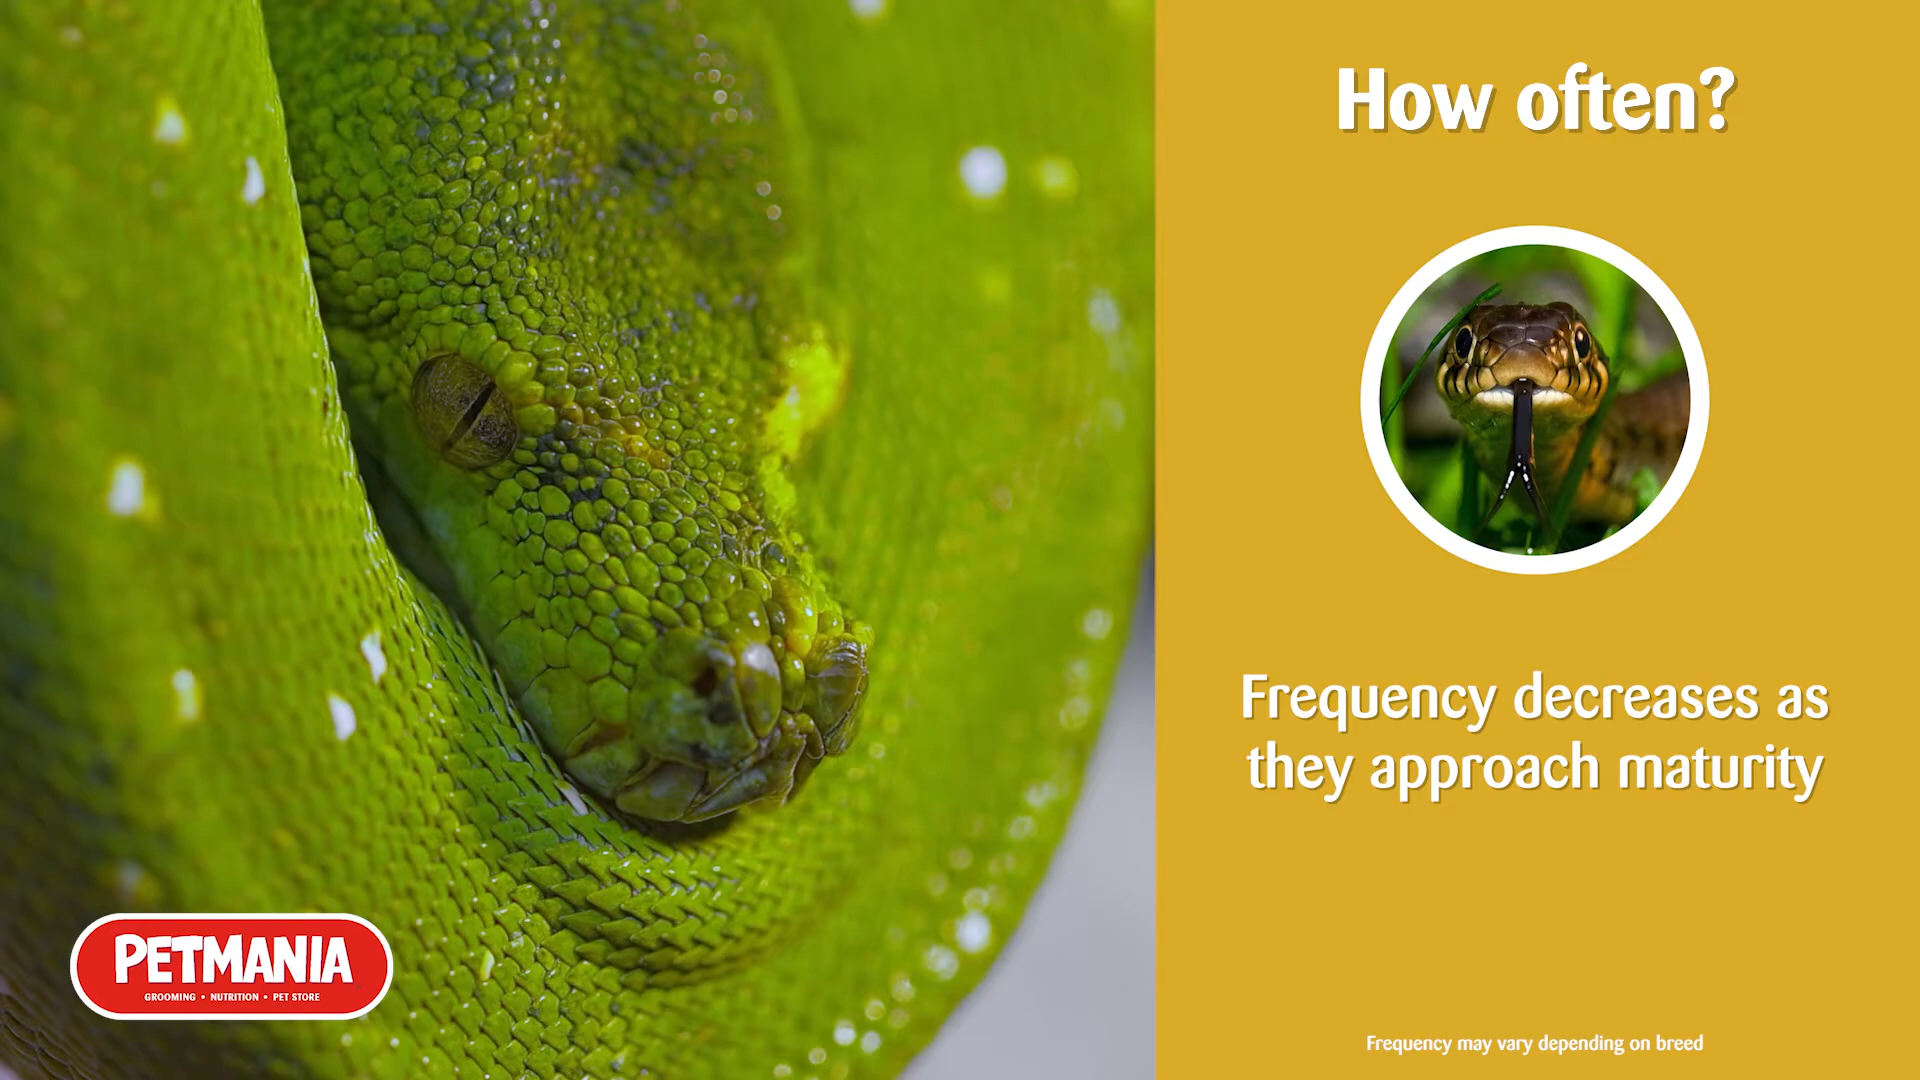 How often?
Frequency decreases as
they approach maturity
PETMANIA
GROOMING • NUTRITION • PET STORE
Frequency may vary depending on breed